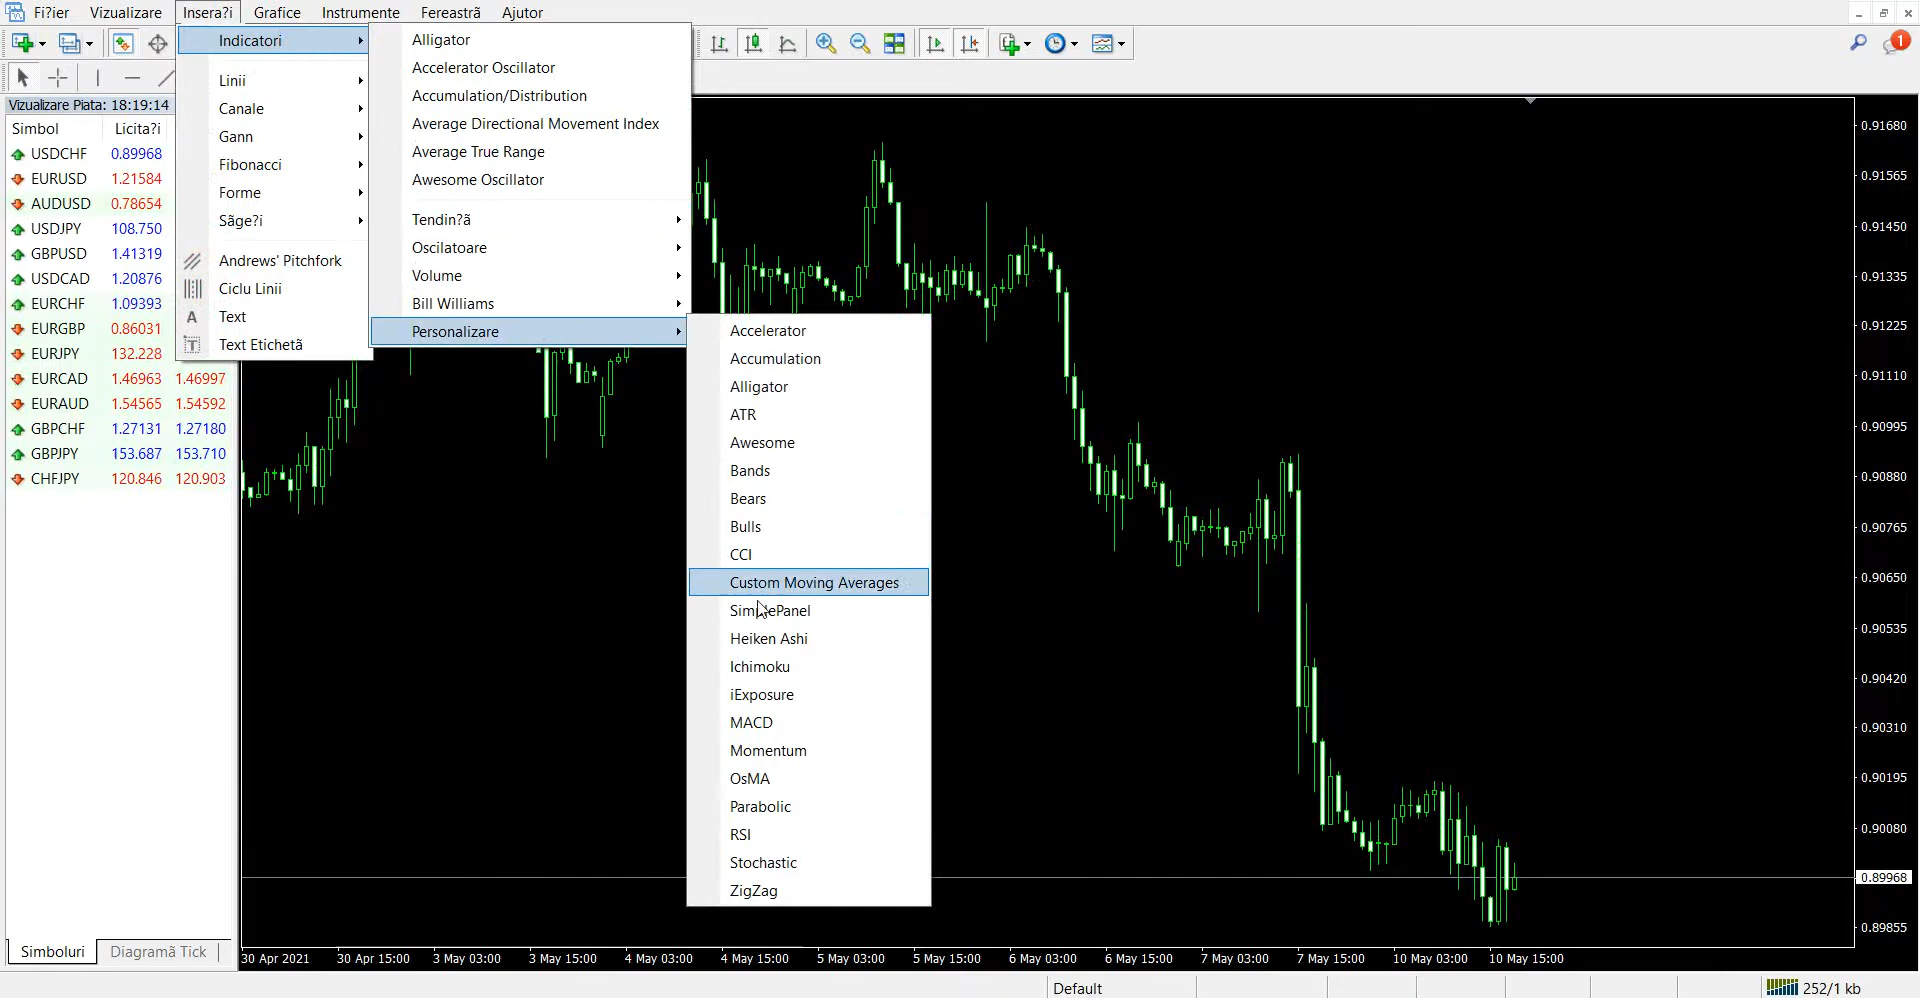 Fi?ier Vizualizare Insera?i Grafice Instrumente Fereastrã Ajutor
1
Vizualizare Piata: 18:19:14
Simbol Licita?i
USDCHF 0.89968
EURUSD 1.21584
AUDUSD 0.78654
USDJPY 108.750
GBPUSD 1.41319
USDCAD 1.20876
EURCHF 1.09393
EURGBP 0.86031
EURJPY 132.228
EURCAD 1.46963 1.46997
EURAUD 1.54565 1.54592
GBPCHF 1.27131 1.27180
GBPJPY 153.687 153.710
CHFJPY 120.846 120.903
Simboluri Diagramã Tick
Indicatori
Linii
Canale
Gann
Fibonacci
Forme
Sãge?i
Andrews' Pitchfork
Ciclu Linii
A Text
T Text Etichetã
Alligator
Accelerator Oscillator
Accumulation/Distribution
Average Directional Movement Index
Average True Range
Awesome Oscillator
Tendin?ã
Oscilatoare
Volume
Bill Williams
Personalizare
Accelerator
Accumulation
Alligator
ATR
Awesome
Bands
Bears
Bulls
CCI
Custom Moving Averages
SimplePanel
Heiken Ashi
Ichimoku
iExposure
MACD
Momentum
OsMA
Parabolic
RSI
Stochastic
ZigZag
0.91680
0.91565
0.91450
0.91335
0.91225
0.91110
0.90995
0.90880
0.90765
0.90650
0.90535
0.90420
0.90310
0.90195
0.90080
0.89968
0.89855
30 Apr 2021 30 Apr 15:00 3 May 03:00 3 May 15:00 4 May 03:00 4 May 15:00 5 May 03:00 5 May 15:00 6 May 03:00 6 May 15:00 7 May 03:00 7 May 15:00 10 May 03:00 10 May 15:00
Default 252/1 kb